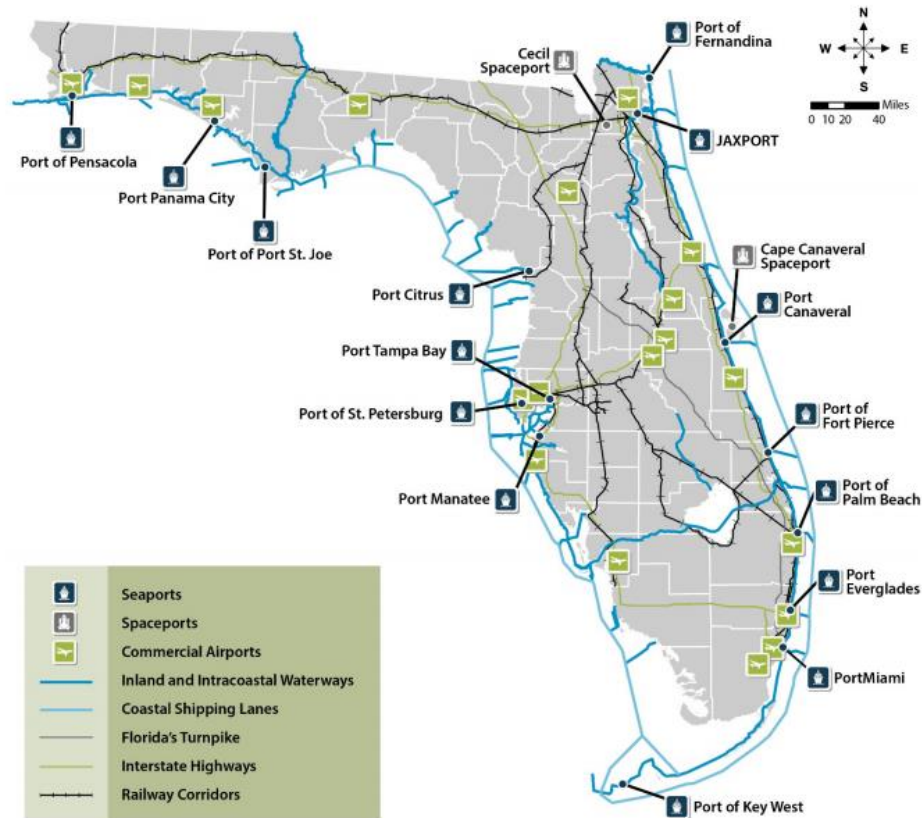 Port of
Fernandina
N
W
E
S
Miles
0 10 20 40
Cecil
Spaceport
JAXPORT
Port of Pensacola
Port Panama City
Port of Port St. Joe
Cape Canaveral
Spaceport
Port Citrus
Port
Canaveral
Port Tampa Bay
Port of St. Petersburg
Port of
Fort Pierce
Port Manatee
Port of
Palm Beach
Port
Everglades
PortMiami
Port of Key West
Seaports
Spaceports
Commercial Airports
Inland and Intracoastal Waterways
Coastal Shipping Lanes
Florida's Turnpike
Interstate Highways
Railway Corridors